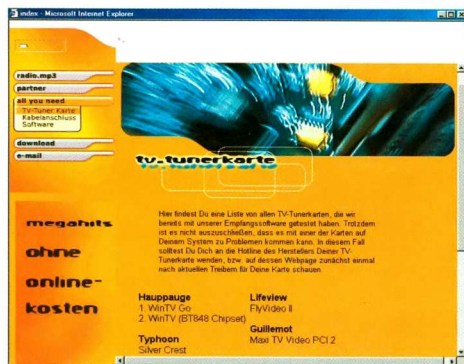 index - Microsoft Internet Explorer
radio.mp3
partner
all you need
TV-Tuner Karte
Kabelanschluss
Software
download
e-mail
tv.tunerkarte
megahits
ohne
online-
kosten
Hier findest Du eine Liste von allen TV-Tunerkarten, die wir
bereits mit unserer Empfangssoftware getestet haben. Trotzdem
ist es nicht auszuschließen, dass es mit einer der Karten auf
Deinem System zu Problemen kommen kann. In diesem Fall
solltest Du Dich an die Hotline des Herstellers Deiner TV-
Tunerkarte wenden, bzw. auf dessen Webpage zunächst einmal
nach aktuellen Treibern für Deine Karte schauen.
Hauppauge
1. WinTV Go
2. WinTV (BT848 Chipset)
Typhoon
Silver Crest
Lifeview
FlyVideo II
Guillemot
Maxi TV Video PCI 2